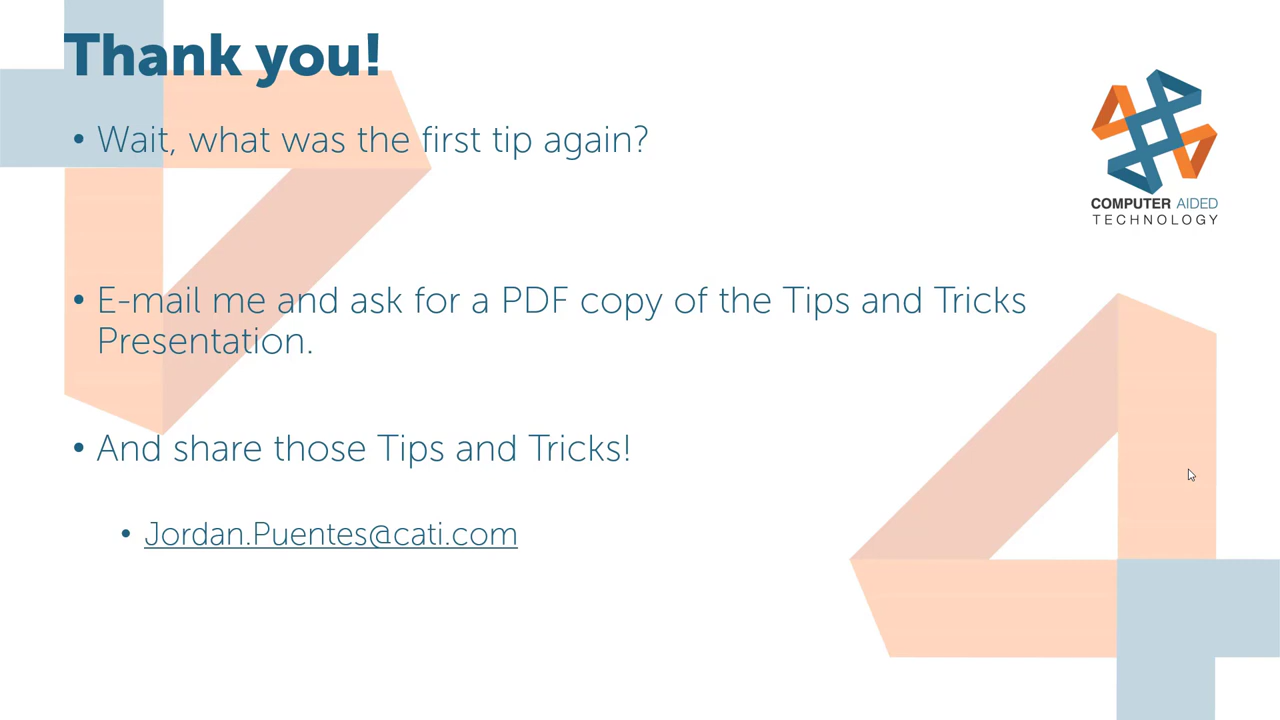 Thank you!
• Wait, what was the first tip again?
COMPUTER AIDED
TECHNOLOGY
• E-mail me and ask for a PDF copy of the Tips and Tricks
Presentation.
• And share those Tips and Tricks!
• Jordan.Puentes@cati.com